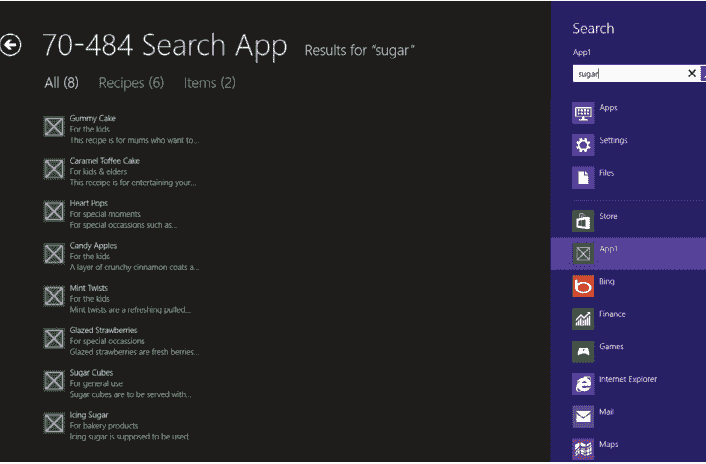 70-484 Search App Results for "sugar"
All (8) Recipes (6) Items (2)
Gummy Cake
For the kids
This recipe is for mums who want to...
Caramel Toffee Cake
For kids & elders
This receipe is for entertaining your...
Heart Pops
For special moments
For special occassions such as...
Candy Apples
For the kids
A layer of crunchy cinnamon coats a...
Mint Twists
For the kids
Mint twists are a refreshing pulled...
Glazed Strawberries
For special occassions
Glazed strawberries are fresh berries...
Sugar Cubes
For general use
Sugar cubes are to be served with...
Icing Sugar
For bakery products
Icing sugar is supposed to be used
Search
App1
sugar
Apps
Settings
Files
Store
App1
Bing
Finance
Games
Internet Explorer
Mail
Maps